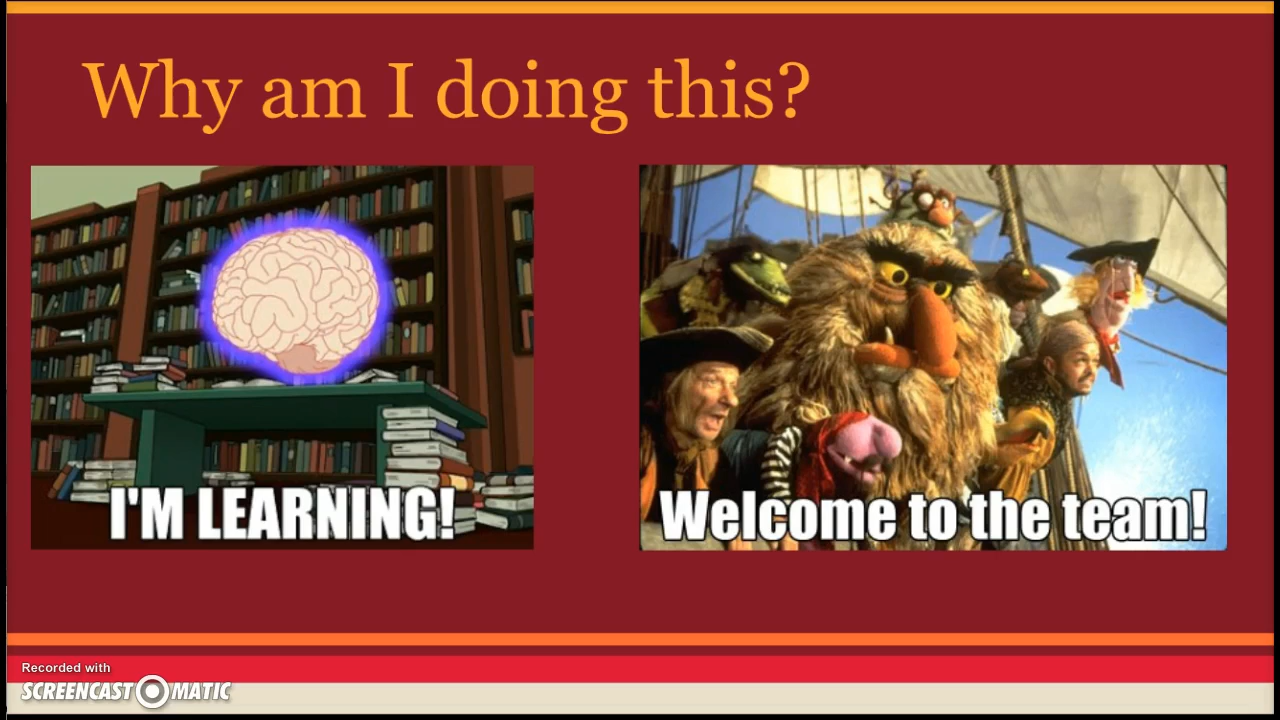 Why am I doing this?
I'M LEARNING!
Welcome to the team!
Recorded with
SCREENCAST MATIC